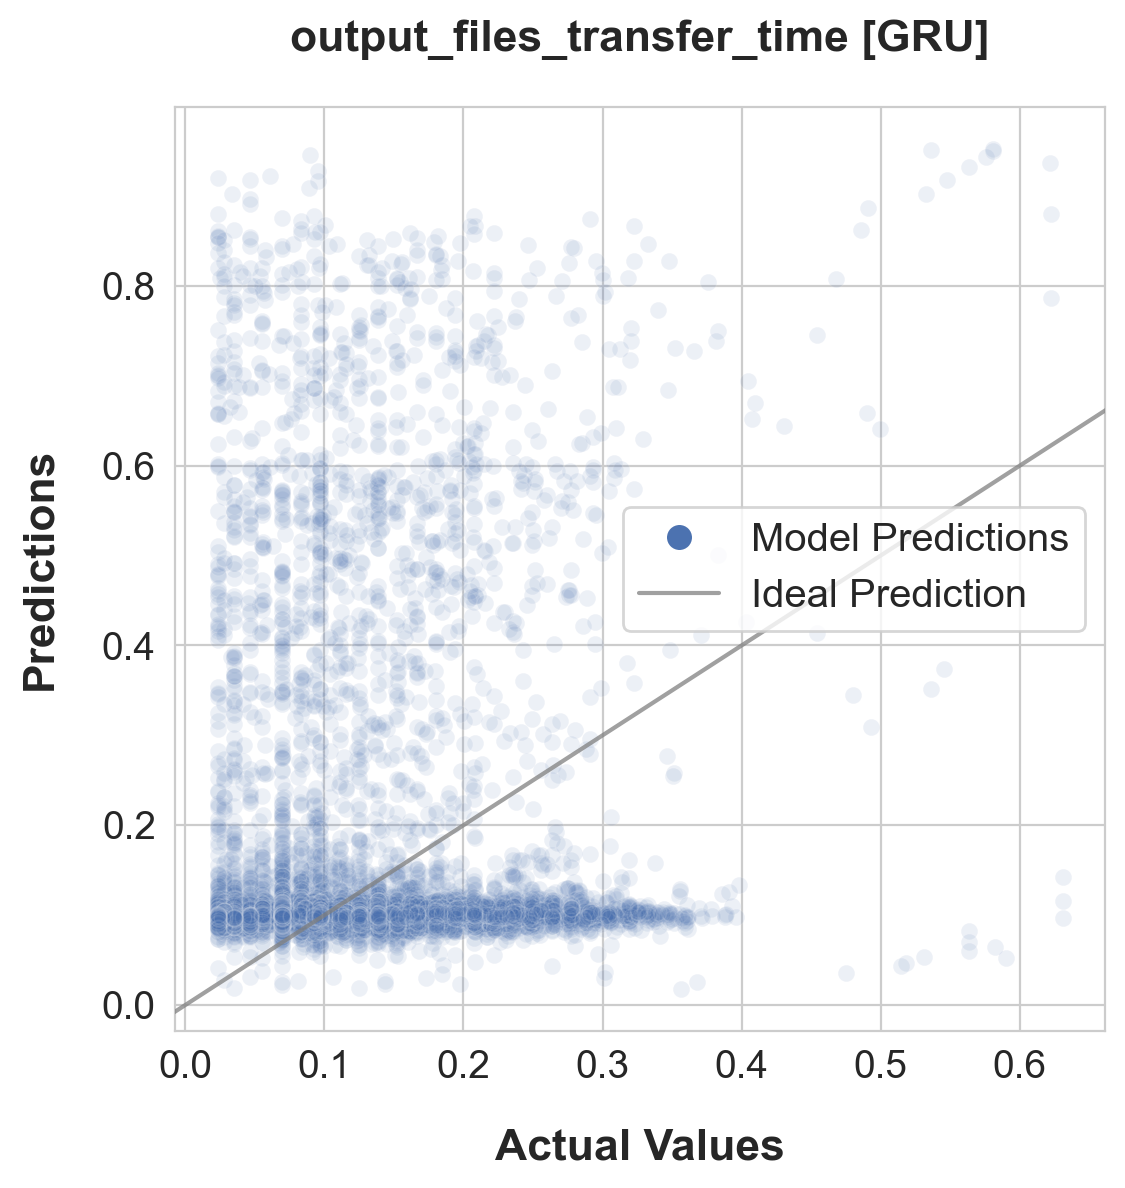 output_files_transfer_time [GRU]
0.8
0.6
0.4
0.2
0.0
Predictions
Model Predictions
Ideal Prediction
0.0 0.1 0.2 0.3 0.4 0.5 0.6
Actual Values